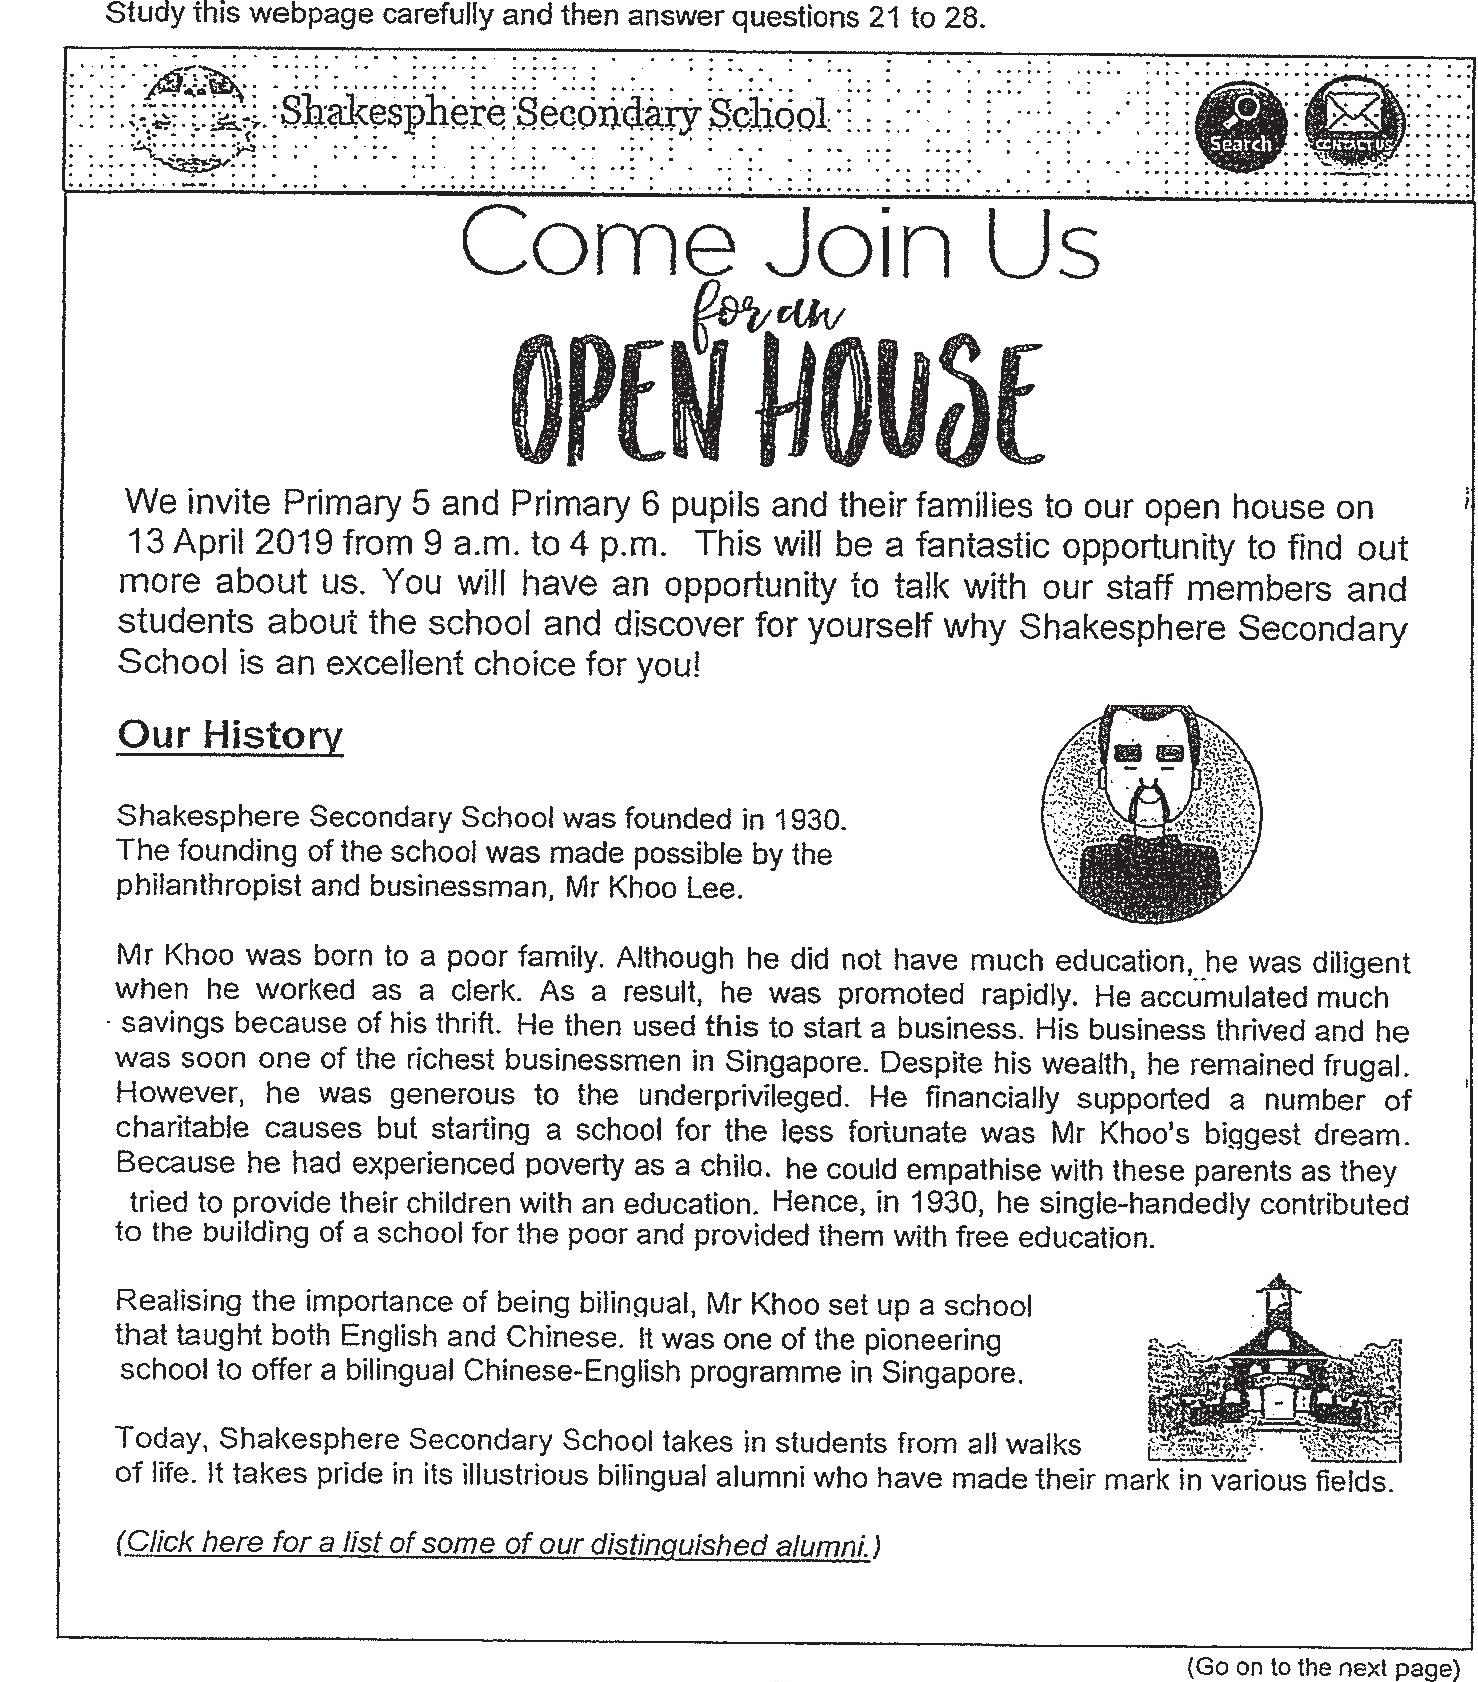 Study this webpage carefully and then answer questions 21 to 28.
Shakesphere Secondary School
Search
CONTACT US
Come Join Us
for an
OPEN HOUSE
We invite Primary 5 and Primary 6 pupils and their families to our open house on
13 April 2019 from 9 a.m. to 4 p.m. This will be a fantastic opportunity to find out
more about us. You will have an opportunity to talk with our staff members and
students about the school and discover for yourself why Shakesphere Secondary
School is an excellent choice for you!
Our History
Shakesphere Secondary School was founded in 1930.
The founding of the school was made possible by the
philanthropist and businessman, Mr Khoo Lee.
Mr Khoo was born to a poor family. Although he did not have much education, he was diligent
when he worked as a clerk. As a result, he was promoted rapidly. He accumulated much
savings because of his thrift. He then used this to start a business. His business thrived and he
was soon one of the richest businessmen in Singapore. Despite his wealth, he remained frugal.
However, he was generous to the underprivileged. He financially supported a number of
charitable causes but starting a school for the less fortunate was Mr Khoo's biggest dream.
Because he had experienced poverty as a child, he could empathise with these parents as they
tried to provide their children with an education. Hence, in 1930, he single-handedly contributed
to the building of a school for the poor and provided them with free education.
Realising the importance of being bilingual, Mr Khoo set up a school
that taught both English and Chinese. It was one of the pioneering
school to offer a bilingual Chinese-English programme in Singapore.
Today, Shakesphere Secondary School takes in students from all walks
of life. It takes pride in its illustrious bilingual alumni who have made their mark in various fields.
(Click here for a list of some of our distinguished alumni.)
(Go on to the next page)